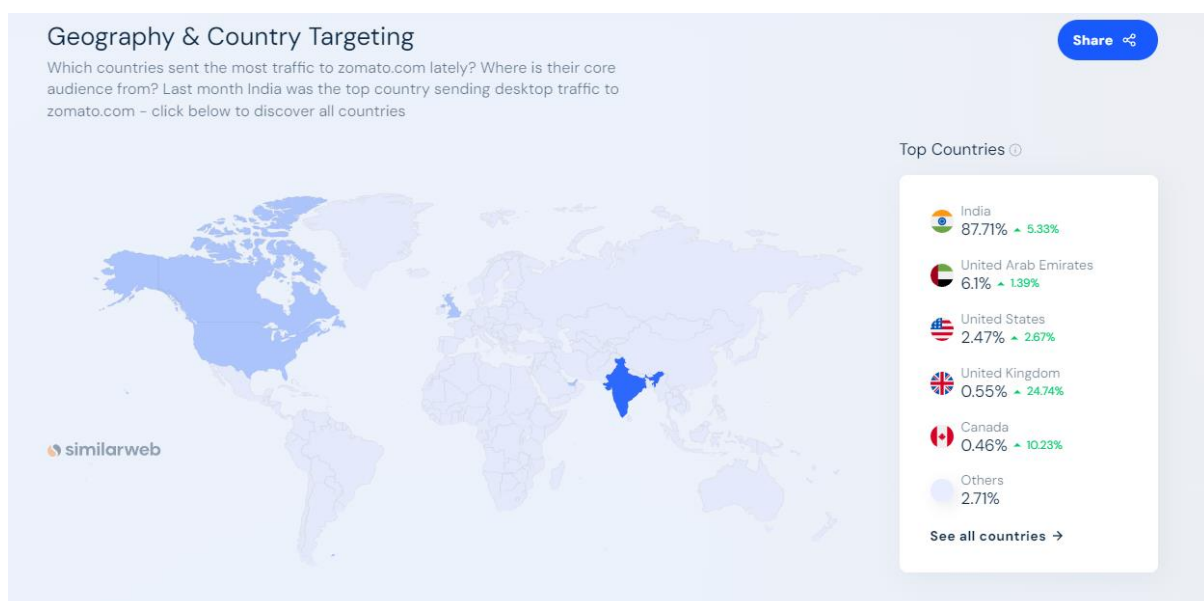 Geography & Country Targeting
Share
Which countries sent the most traffic to zomato.com lately? Where is their core
audience from? Last month India was the top country sending desktop traffic to
zomato.com - click below to discover all countries
Top Countries
India
87.71% 5.33%
United Arab Emirates
6.1% 1.39%
United States
2.47% 2.67%
United Kingdom
0.55% 24.74%
Canada
0.46% 10.23%
Others
2.71%
See all countries →
similarweb